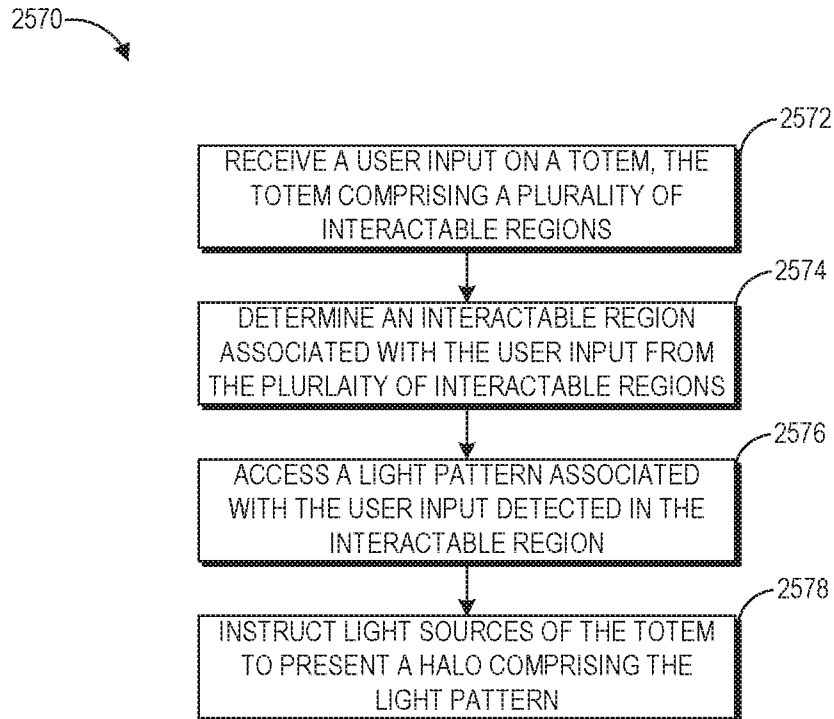 2570
2572
RECEIVE A USER INPUT ON A TOTEM, THE
TOTEM COMPRISING A PLURALITY OF
INTERACTABLE REGIONS
2574
DETERMINE AN INTERACTABLE REGION
ASSOCIATED WITH THE USER INPUT FROM
THE PLURLAITY OF INTERACTABLE REGIONS
2576
ACCESS A LIGHT PATTERN ASSOCIATED
WITH THE USER INPUT DETECTED IN THE
INTERACTABLE REGION
2578
INSTRUCT LIGHT SOURCES OF THE TOTEM
TO PRESENT A HALO COMPRISING THE
LIGHT PATTERN